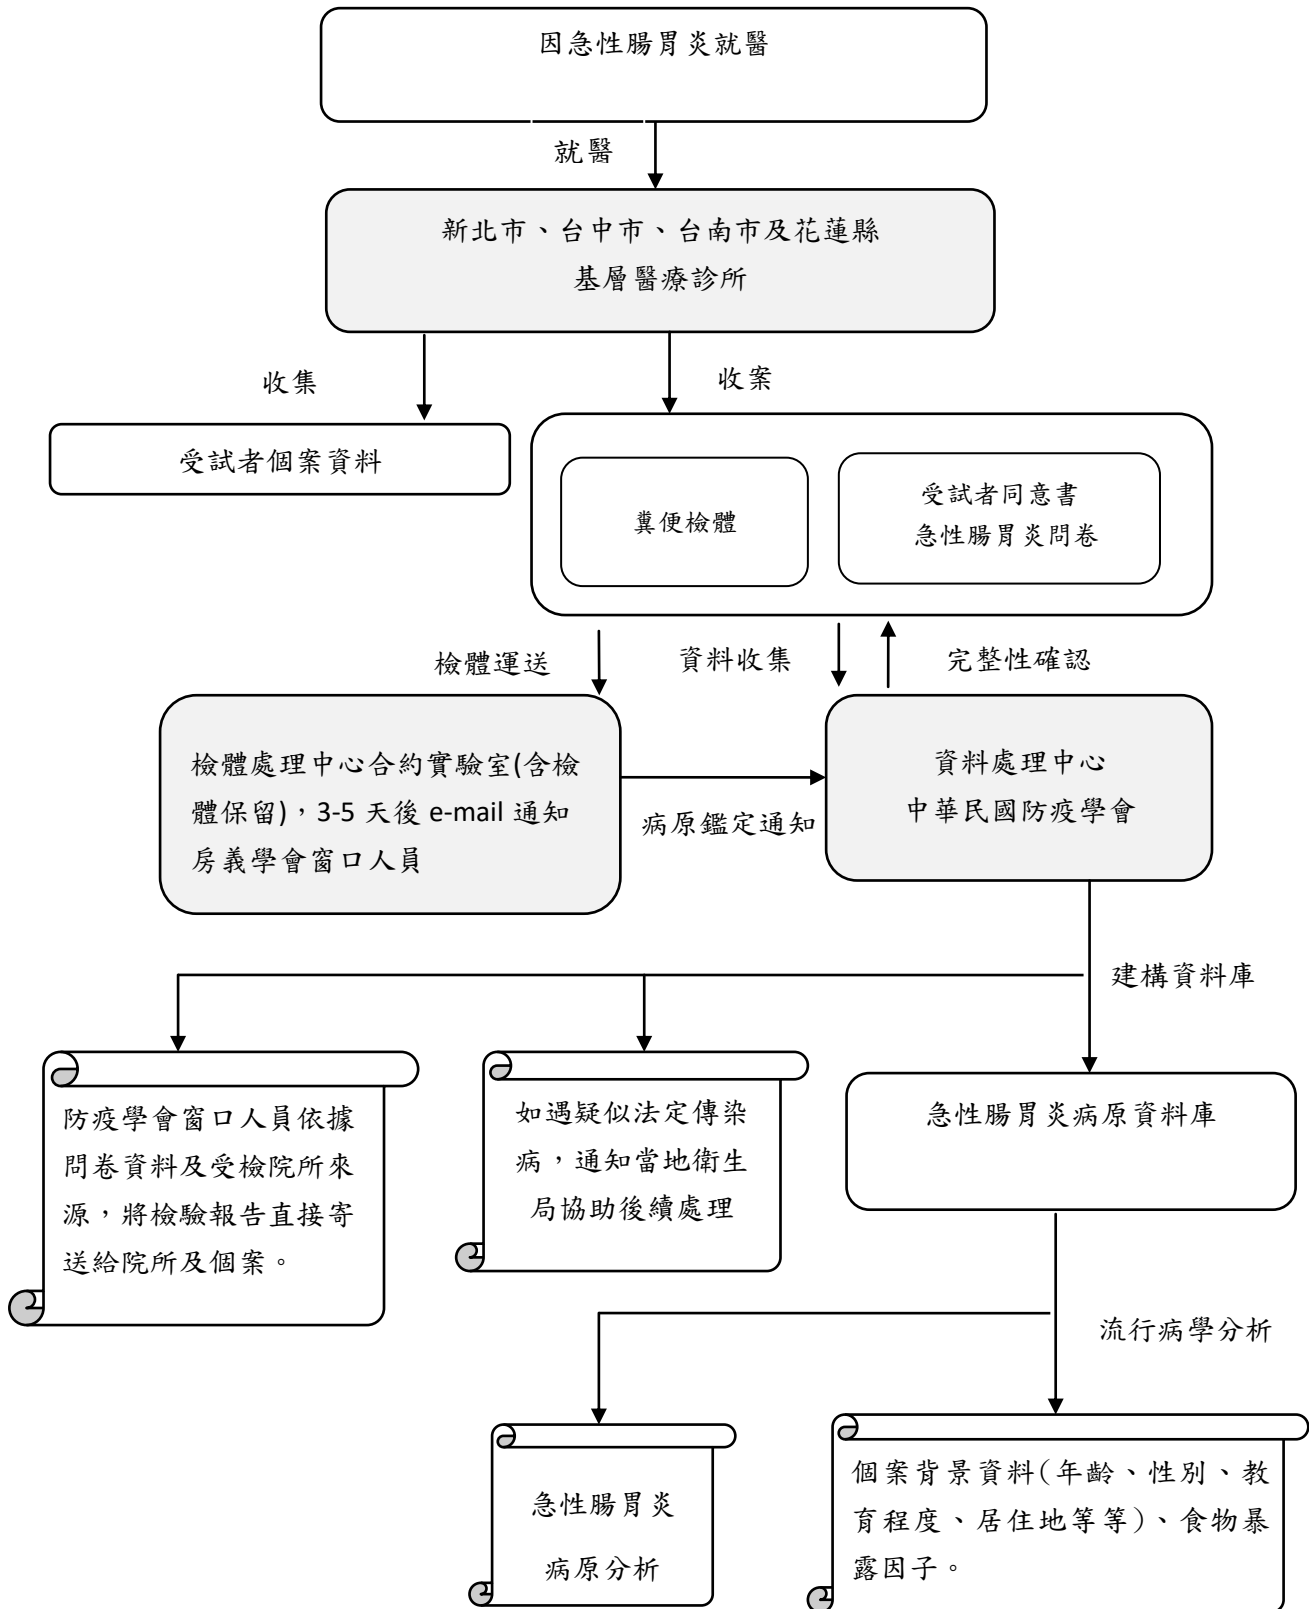 因急性腸胃炎就醫
就醫
新北市、台中市、台南市及花蓮縣
基層醫療診所
收集
收案
受試者個案資料
糞便檢體
受試者同意書
急性腸胃炎問卷
檢體運送
資料收集
完整性確認
檢體處理中心合約實驗室(含檢
體保留)，3-5 天後 e-mail 通知
房義學會窗口人員
病原鑑定通知
資料處理中心
中華民國防疫學會
建構資料庫
防疫學會窗口人員依據
問卷資料及受檢院所來
源，將檢驗報告直接寄
送給院所及個案。
如遇疑似法定傳染
病，通知當地衛生
局協助後續處理
急性腸胃炎病原資料庫
流行病學分析
急性腸胃炎
病原分析
個案背景資料(年齡、性別、教
育程度、居住地等等)、食物暴
露因子。